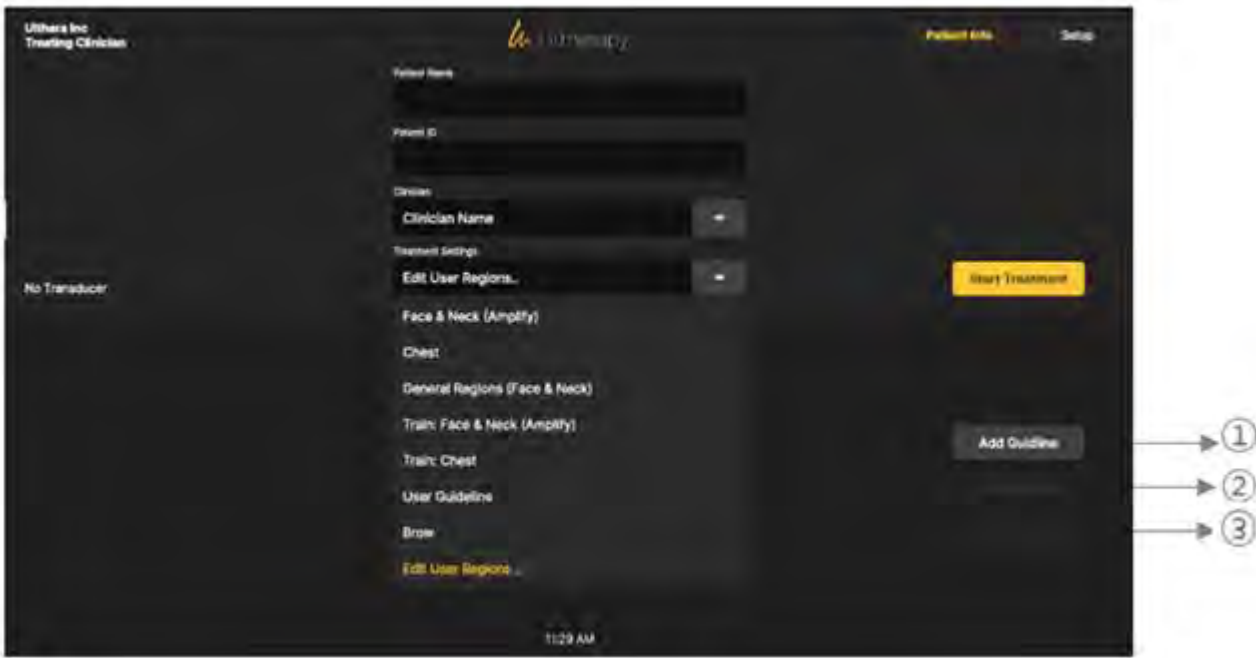 Ulthera Inc
Treating Clinician
Ultherapy
Patient Info
Setup
Patient Name
Patient ID
Clinician
Clinician Name
Treatment Settings
Edit User Regions...
No Transducer
Start Treatment
Face & Neck (Amplify)
Chest
General Regions (Face & Neck)
Train: Face & Neck (Amplify)
Add Guidline
①
Train: Chest
User Guideline
②
Brow
③
Edit User Regions...
11:29 AM